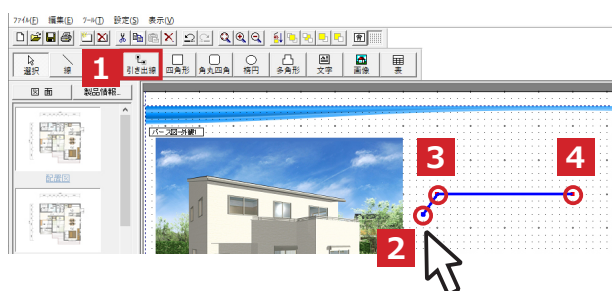 ファイル(F) 編集(E) ツール(T) 設定(S) 表示(V)
選択 線 引き出線 四角形 角丸四角 楕円 多角形 文字 画像 表
1
図面 製品情報..
パース図-外観1
配置図
3 4
2